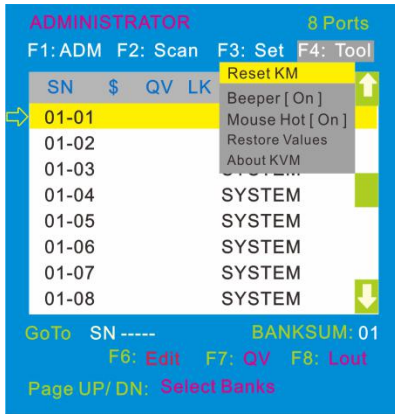 ADMINISTRATOR 8 Ports
F1: ADM F2: Scan F3: Set F4: Tool
SN $ QV LK
Reset KM
Beeper [ On ]
Mouse Hot [ On ]
Restore Values
About KVM
01-01
01-02
01-03
01-04 SYSTEM
01-05 SYSTEM
01-06 SYSTEM
01-07 SYSTEM
01-08 SYSTEM
GoTo SN ----- BANKSUM: 01
F6: Edit F7: QV F8: Lout
Page UP/ DN: Select Banks